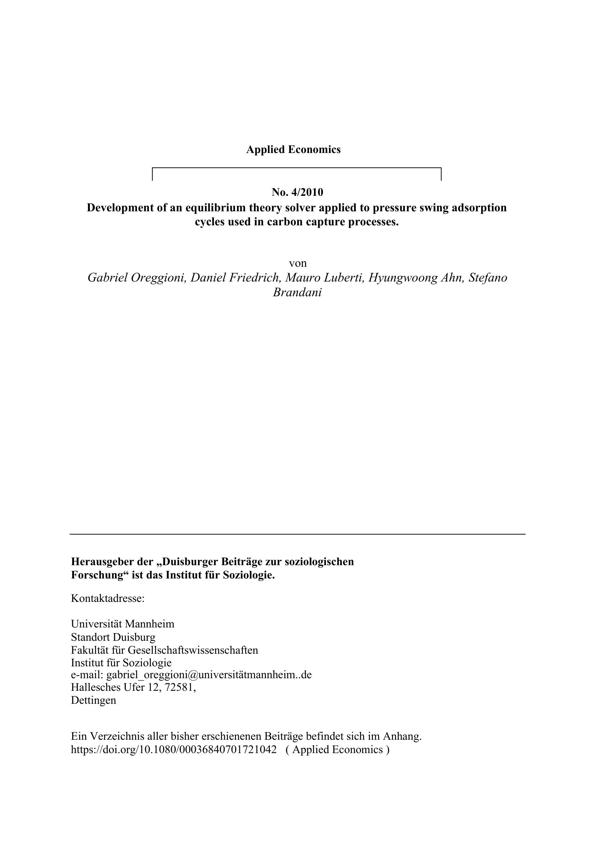 Applied Economics
No. 4/2010
Development of an equilibrium theory solver applied to pressure swing adsorption
cycles used in carbon capture processes.
von
Gabriel Oreggioni, Daniel Friedrich, Mauro Luberti, Hyungwoong Ahn, Stefano
Brandani
Herausgeber der „Duisburger Beiträge zur soziologischen
Forschung“ ist das Institut für Soziologie.
Kontaktadresse:
Universität Mannheim
Standort Duisburg
Fakultät für Gesellschaftswissenschaften
Institut für Soziologie
e-mail: gabriel_oreggioni@universitätmannheim..de
Hallesches Ufer 12, 72581,
Dettingen
Ein Verzeichnis aller bisher erschienenen Beiträge befindet sich im Anhang.
https://doi.org/10.1080/00036840701721042 ( Applied Economics )